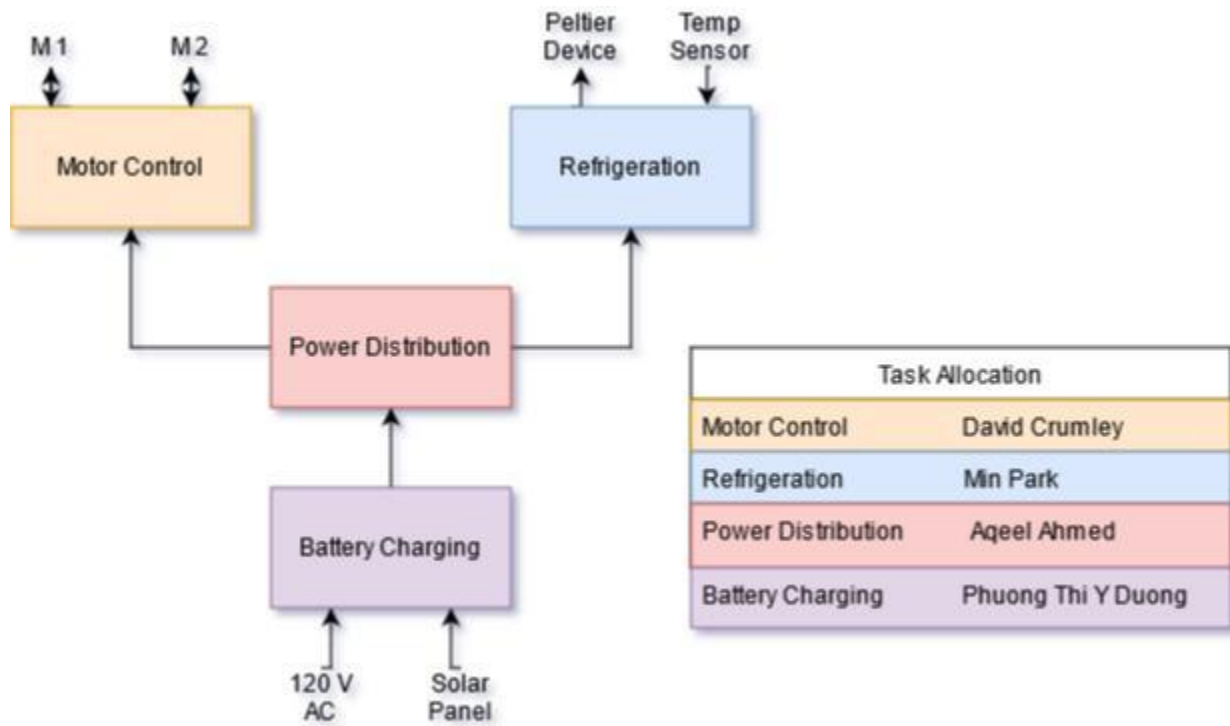 M1
M2
Peltier
Device
Temp
Sensor
Motor Control
Refrigeration
Power Distribution
Battery Charging
120 V
AC
Solar
Panel
Task Allocation
Motor Control David Crumley
Refrigeration Min Park
Power Distribution Aqeel Ahmed
Battery Charging Phuong Thi Y Duong